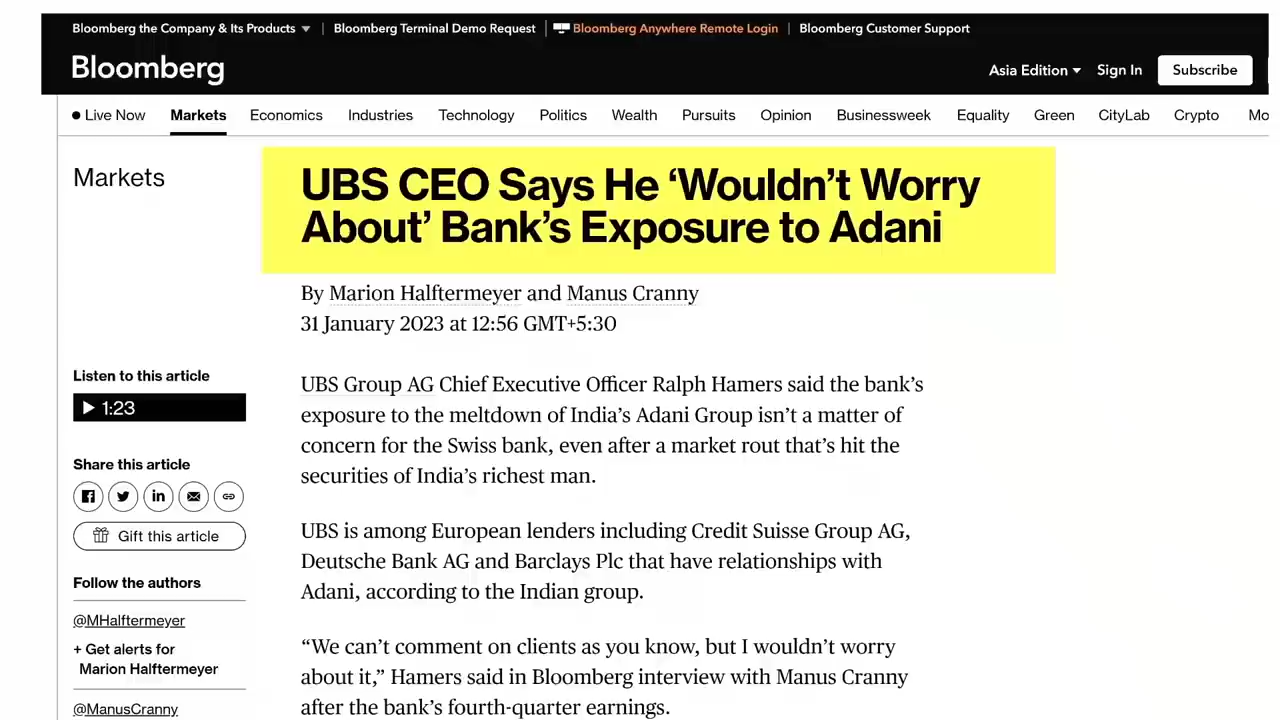 Bloomberg the Company & Its Products
Bloomberg Terminal Demo Request
Bloomberg Anywhere Remote Login
Bloomberg Customer Support
Bloomberg
Asia Edition
Sign In
Subscribe
Live Now
Markets
Economics
Industries
Technology
Politics
Wealth
Pursuits
Opinion
Businessweek
Equality
Green
CityLab
Crypto
Mo
Markets
UBS CEO Says He ‘Wouldn’t Worry
About’ Bank’s Exposure to Adani
By Marion Halftermeyer and Manus Cranny
31 January 2023 at 12:56 GMT+5:30
Listen to this article
1:23
Share this article
Gift this article
Follow the authors
@MHalftermeyer
+ Get alerts for
Marion Halftermeyer
@ManusCranny
UBS Group AG Chief Executive Officer Ralph Hamers said the bank’s
exposure to the meltdown of India’s Adani Group isn’t a matter of
concern for the Swiss bank, even after a market rout that’s hit the
securities of India’s richest man.
UBS is among European lenders including Credit Suisse Group AG,
Deutsche Bank AG and Barclays Plc that have relationships with
Adani, according to the Indian group.
“We can’t comment on clients as you know, but I wouldn’t worry
about it,” Hamers said in Bloomberg interview with Manus Cranny
after the bank’s fourth-quarter earnings.